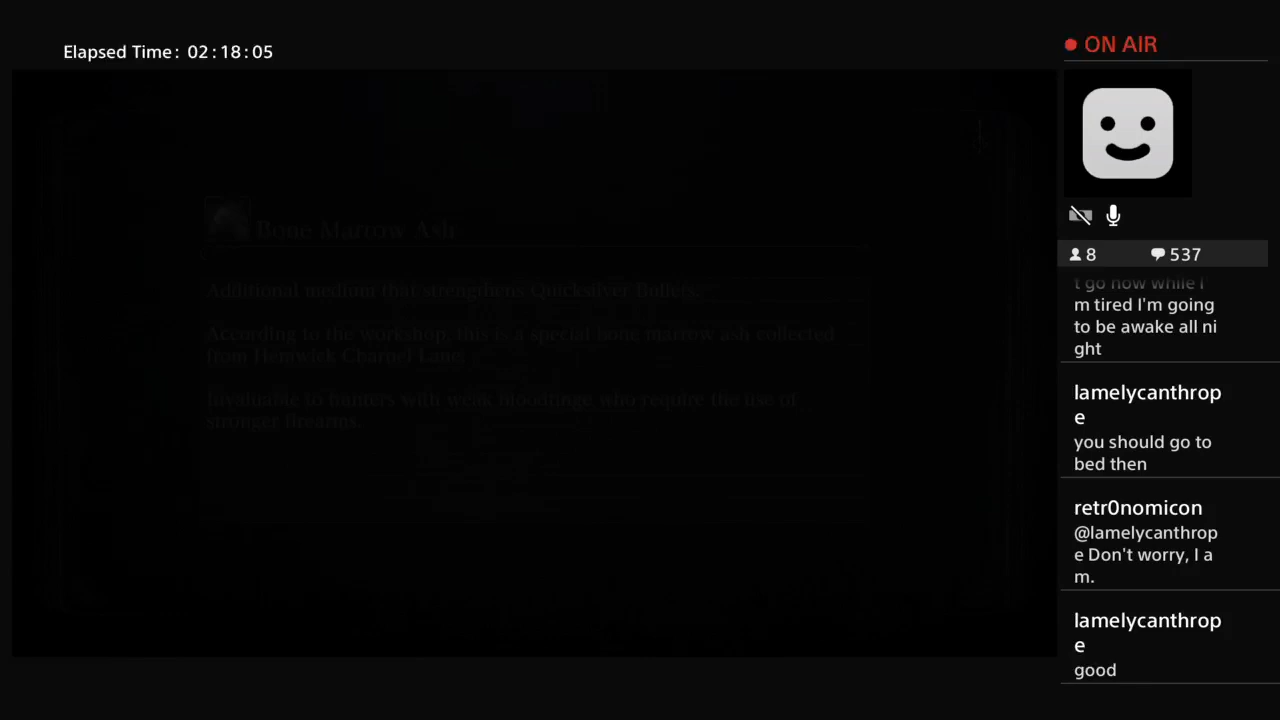 Elapsed Time: 02:18:05
ON AIR
8
537
Bone Marrow Ash
Additional medium that strengthens Quicksilver Bullets.
According to the workshop, this is a special bone marrow ash collected
from Hemwick Charnel Lane.
Invaluable to hunters with weak bloodtinge who require the use of
stronger firearms.
t go now while I'
m tired I'm going
to be awake all ni
ght
lamelycanthrop
e
you should go to
bed then
retr0nomicon
@lamelycanthrop
e Don't worry, I a
m.
lamelycanthrop
e
good